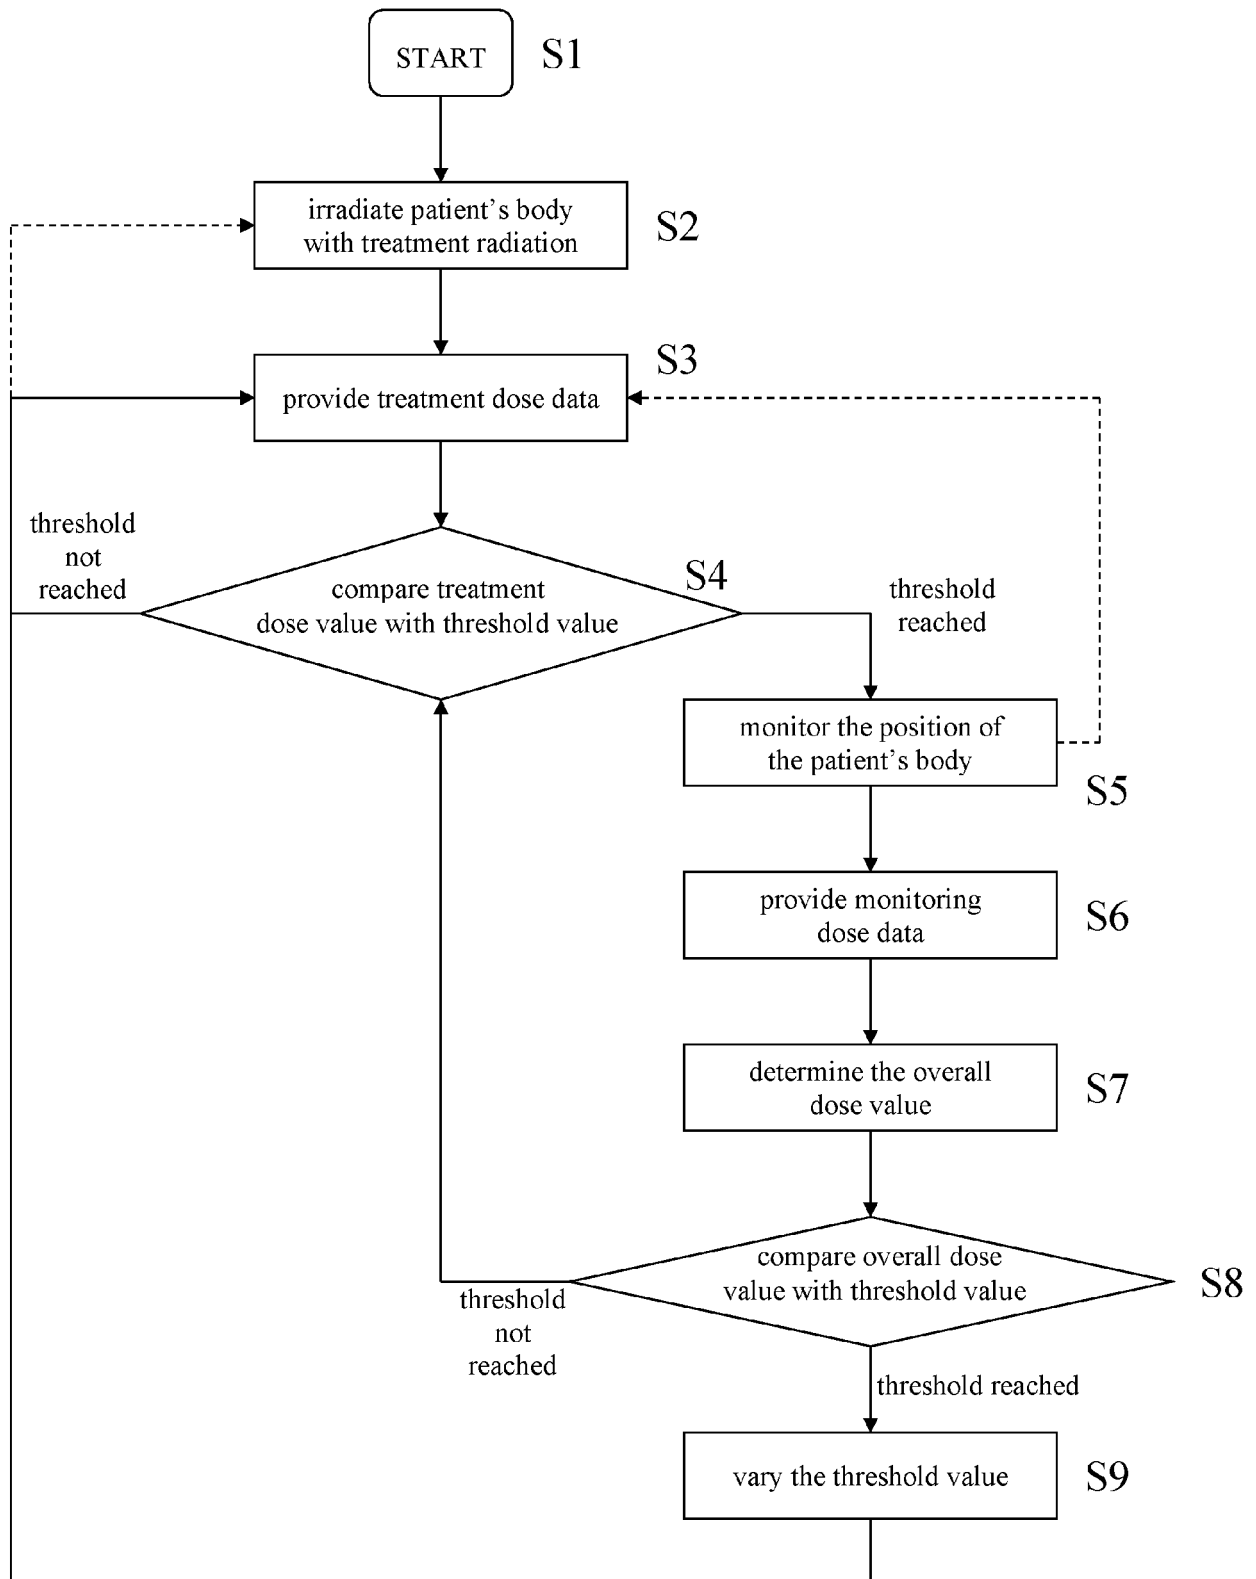 START
S1
irradiate patient's body
with treatment radiation
S2
provide treatment dose data
S3
threshold
not
reached
compare treatment
dose value with threshold value
S4
threshold
reached
monitor the position of
the patient's body
S5
provide monitoring
dose data
S6
determine the overall
dose value
S7
compare overall dose
value with threshold value
S8
threshold
not
reached
threshold reached
vary the threshold value
S9